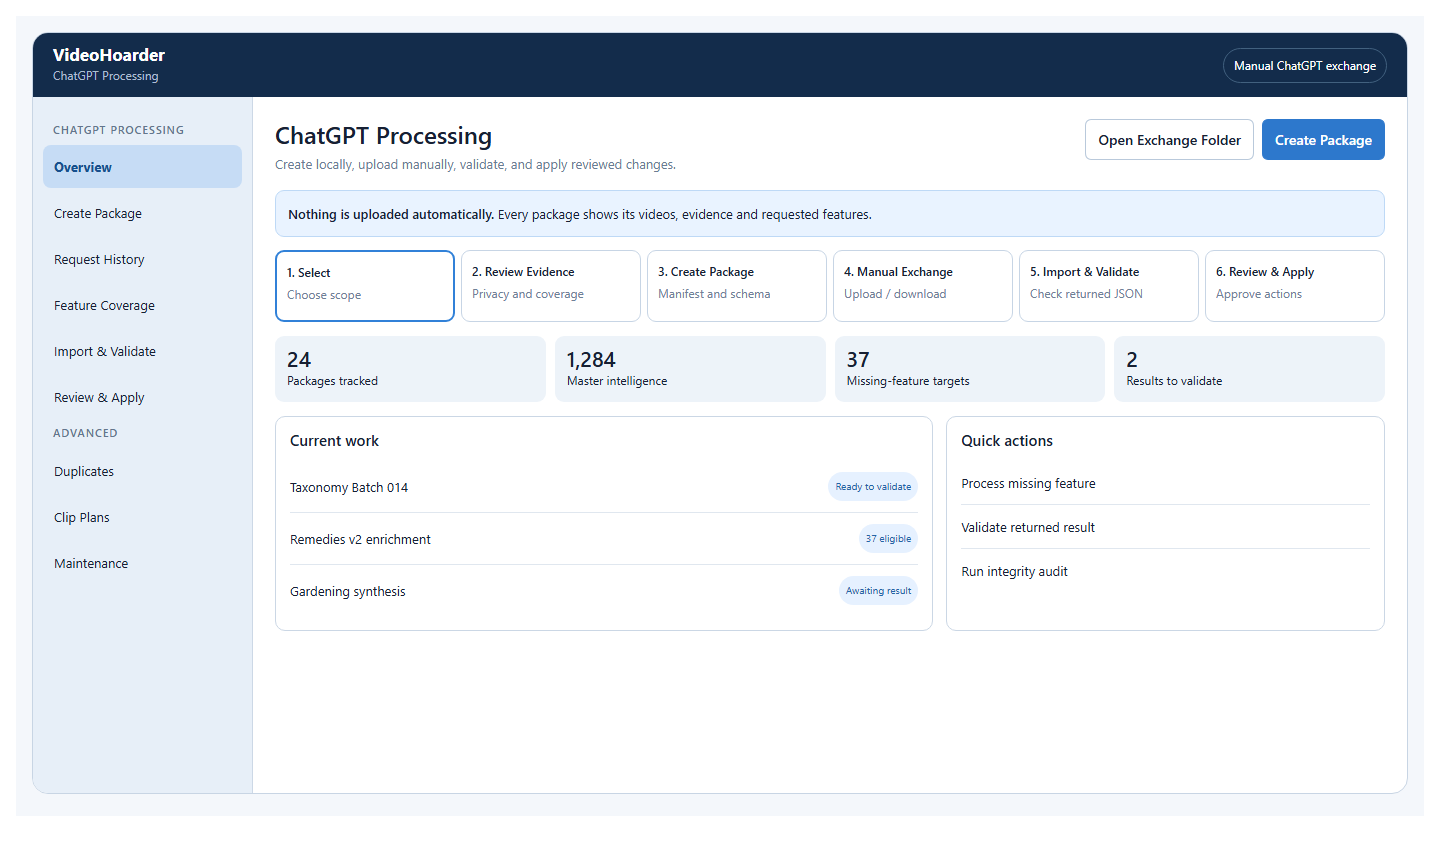 VideoHoarder
ChatGPT Processing
Manual ChatGPT exchange
CHATGPT PROCESSING
Overview
Create Package
Request History
Feature Coverage
Import & Validate
Review & Apply
ADVANCED
Duplicates
Clip Plans
Maintenance
ChatGPT Processing
Create locally, upload manually, validate, and apply reviewed changes.
Open Exchange Folder
Create Package
Nothing is uploaded automatically. Every package shows its videos, evidence and requested features.
1. Select
Choose scope
2. Review Evidence
Privacy and coverage
3. Create Package
Manifest and schema
4. Manual Exchange
Upload / download
5. Import & Validate
Check returned JSON
6. Review & Apply
Approve actions
24
Packages tracked
1,284
Master intelligence
37
Missing-feature targets
2
Results to validate
Current work
Taxonomy Batch 014
Ready to validate
Remedies v2 enrichment
37 eligible
Gardening synthesis
Awaiting result
Quick actions
Process missing feature
Validate returned result
Run integrity audit